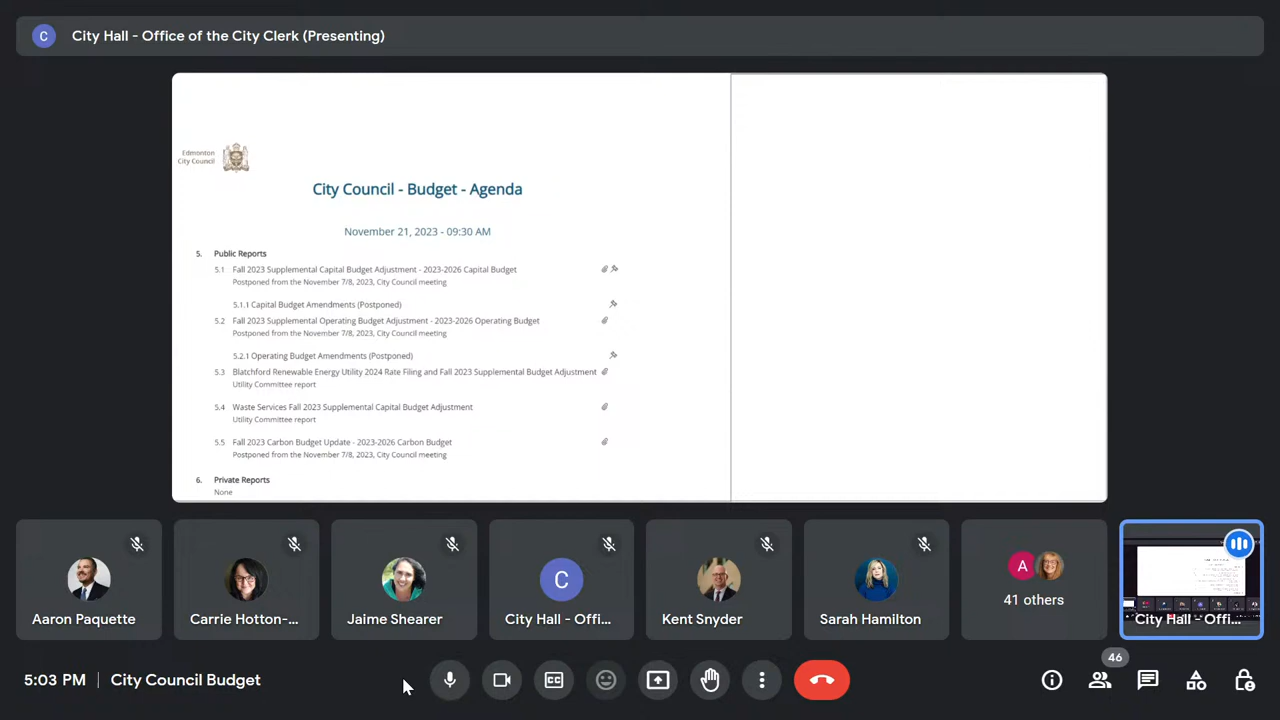 C City Hall - Office of the City Clerk (Presenting)
Edmonton
City Council
City Council - Budget - Agenda
November 21, 2023 - 09:30 AM
5. Public Reports
5.1 Fall 2023 Supplemental Capital Budget Adjustment - 2023-2026 Capital Budget
Postponed from the November 7/8, 2023, City Council meeting
5.1.1 Capital Budget Amendments (Postponed)
5.2 Fall 2023 Supplemental Operating Budget Adjustment - 2023-2026 Operating Budget
Postponed from the November 7/8, 2023, City Council meeting
5.2.1 Operating Budget Amendments (Postponed)
5.3 Blatchford Renewable Energy Utility 2024 Rate Filing and Fall 2023 Supplemental Budget Adjustment
Utility Committee report
5.4 Waste Services Fall 2023 Supplemental Capital Budget Adjustment
Utility Committee report
5.5 Fall 2023 Carbon Budget Update - 2023-2026 Carbon Budget
Postponed from the November 7/8, 2023, City Council meeting
6. Private Reports
None
Aaron Paquette
Carrie Hotton-...
Jaime Shearer
C
City Hall - Offi...
Kent Snyder
Sarah Hamilton
A
41 others
City Hall - Offi...
5:03 PM | City Council Budget
CC
46